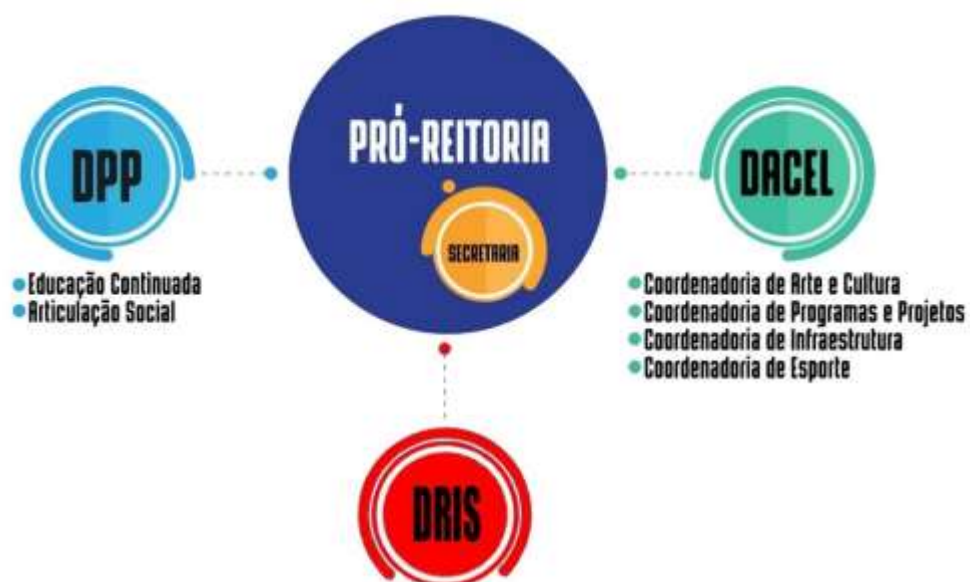 PRÓ-REITORIA
SECRETARIA
DPP
Educação Continuada
Articulação Social
DACEL
Coordenadoria de Arte e Cultura
Coordenadoria de Programas e Projetos
Coordenadoria de Infraestrutura
Coordenadoria de Esporte
DRIS